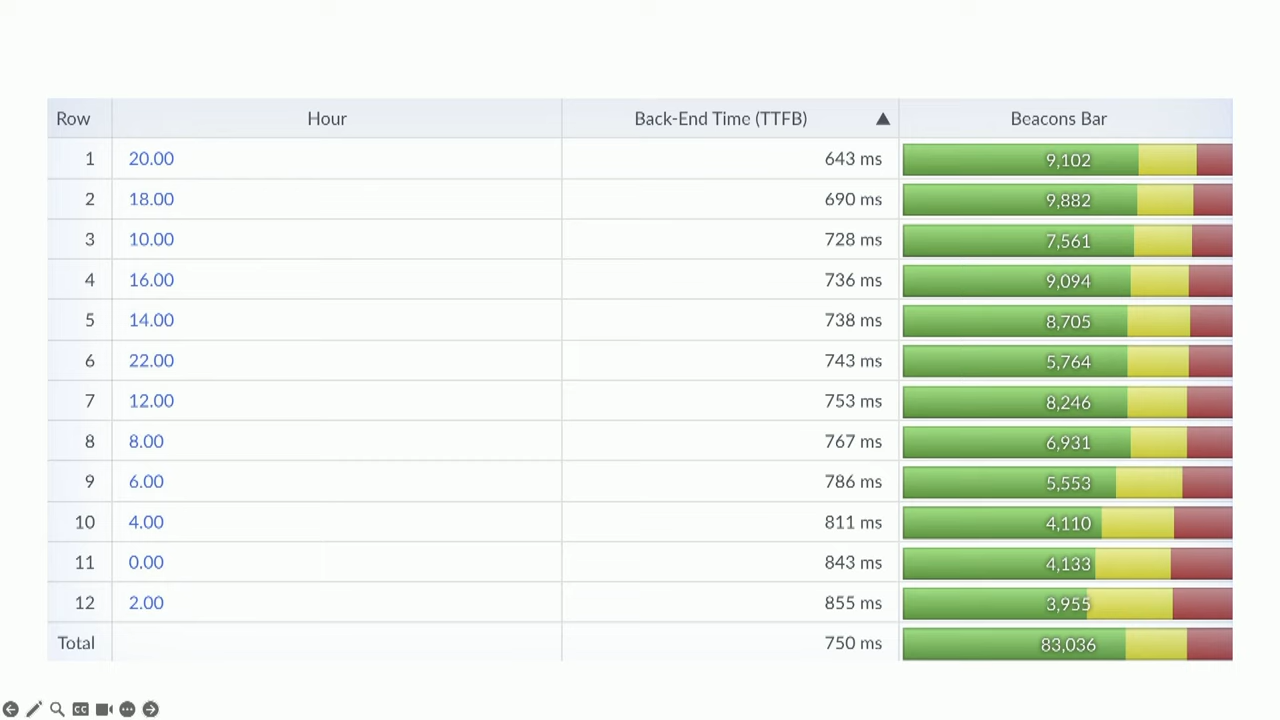 Row Hour Back-End Time (TTFB) ▲ Beacons Bar
1 20.00 643 ms 9,102
2 18.00 690 ms 9,882
3 10.00 728 ms 7,561
4 16.00 736 ms 9,094
5 14.00 738 ms 8,705
6 22.00 743 ms 5,764
7 12.00 753 ms 8,246
8 8.00 767 ms 6,931
9 6.00 786 ms 5,553
10 4.00 811 ms 4,110
11 0.00 843 ms 4,133
12 2.00 855 ms 3,955
Total 750 ms 83,036
CC